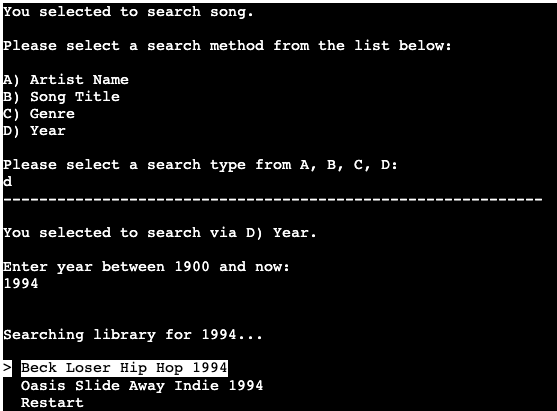 You selected to search song.
Please select a search method from the list below:
A) Artist Name
B) Song Title
C) Genre
D) Year
Please select a search type from A, B, C, D:
d
------------------------------------------------------------
You selected to search via D) Year.
Enter year between 1900 and now:
1994
Searching library for 1994...
> Beck Loser Hip Hop 1994
Oasis Slide Away Indie 1994
Restart